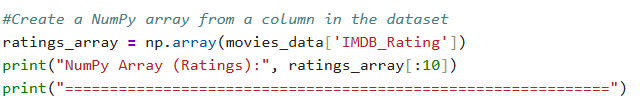 #Create a NumPy array from a column in the dataset
ratings_array = np.array(movies_data['IMDB_Rating'])
print("NumPy Array (Ratings):", ratings_array[:10])
print("=============================================================")